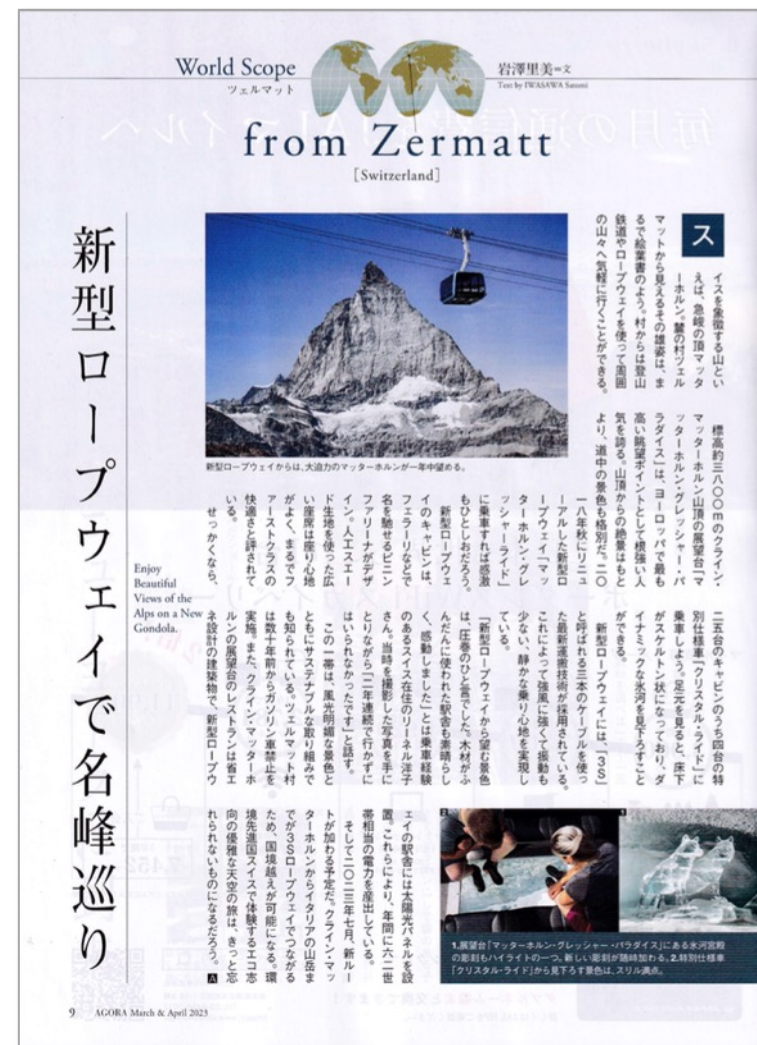 World Scope
ツェルマット
岩澤里美=文
Text by IWASAWA Satomi
from Zermatt
[Switzerland]
新型ロープウェイで名峰巡り
Enjoy
Beautiful
Views of the
Alps on a New
Gondola.
新型ロープウェイからは、大迫力のマッターホルンが一年中望める。
ス
イスを象徴する山とい
えば、急峻の頂マッタ
ーホルン。麓の村ツェル
マットから見えるその雄姿は、ま
るで絵葉書のよう。村からは登山
鉄道やロープウェイを使って周囲
の山々へ気軽に行くことができる。
標高約三八〇〇mのクライン・
マッターホルン山頂の展望台「マ
ッターホルン・グレッシャー・パ
ラダイス」は、ヨーロッパで最も
高い眺望ポイントとして根強い人
気を誇る。山頂からの絶景はもと
より、道中の景色も格別だ。二〇
一八年秋にリニュ
ーアルした新型ロ
ープウェイ「マッ
ターホルン・グレ
ッシャー・ライド」
に乗車すれば感激
もひとしおだろう。
新型ロープウェ
イのキャビンは、
フェラーリなどで
名を馳せるピニン
ファリーナがデザ
イン。人工スエー
ド生地を使った広
い座席は座り心地
がよく、まるでフ
ァーストクラスの
快適さと評されて
いる。
せっかくなら、
二五台のキャビンのうち四台の特
別仕様車「クリスタル・ライド」に
乗車しよう。足元を見ると、床下
がスケルトン状になっており、ダ
イナミックな氷河を見下ろすこと
ができる。
新型ロープウェイには、「3S」
と呼ばれる三本のケーブルを使っ
た最新運搬技術が採用されている。
これによって強風に強くて振動も
少ない、静かな乗り心地を実現し
ている。
「新型ロープウェイから望む景色
は、圧巻のひと言でした。木材がふ
んだんに使われた駅舎も素晴らし
く、感動しました」とは乗車経験
のあるスイス在住のリーネル洋子
さん。当時を撮影した写真を手に
とりながら「二年連続で行かずに
はいられなかったです」と話す。
この一帯は、風光明媚な景色と
ともにサステナブルな取り組みで
も知られている。ツェルマット村
は数十年前からガソリン車禁止を
実施。また、クライン・マッターホ
ルンの展望台のレストランは省エ
ネ設計の建築物で、新型ロープウ
ェイの駅舎には太陽光パネルを設
置。これらにより、年間に六二世
帯相当の電力を産出している。
そして二〇二三年七月、新ルー
トが加わる予定だ。クライン・マッ
ターホルンからイタリアの山岳ま
でが3Sロープウェイでつながる
ため、国境越えが可能になる。環
境先進国スイスで体験するエコ志
向の優雅な天空の旅は、きっと忘
れられないものになるだろう。A
2
1
1.展望台「マッターホルン・グレッシャー・パラダイス」にある氷河宮殿
の彫刻もハイライトの一つ。新しい彫刻が随時加わる。2.特別仕様車
「クリスタル・ライド」から見下ろす景色は、スリル満点。
9 AGORA March & April 2023